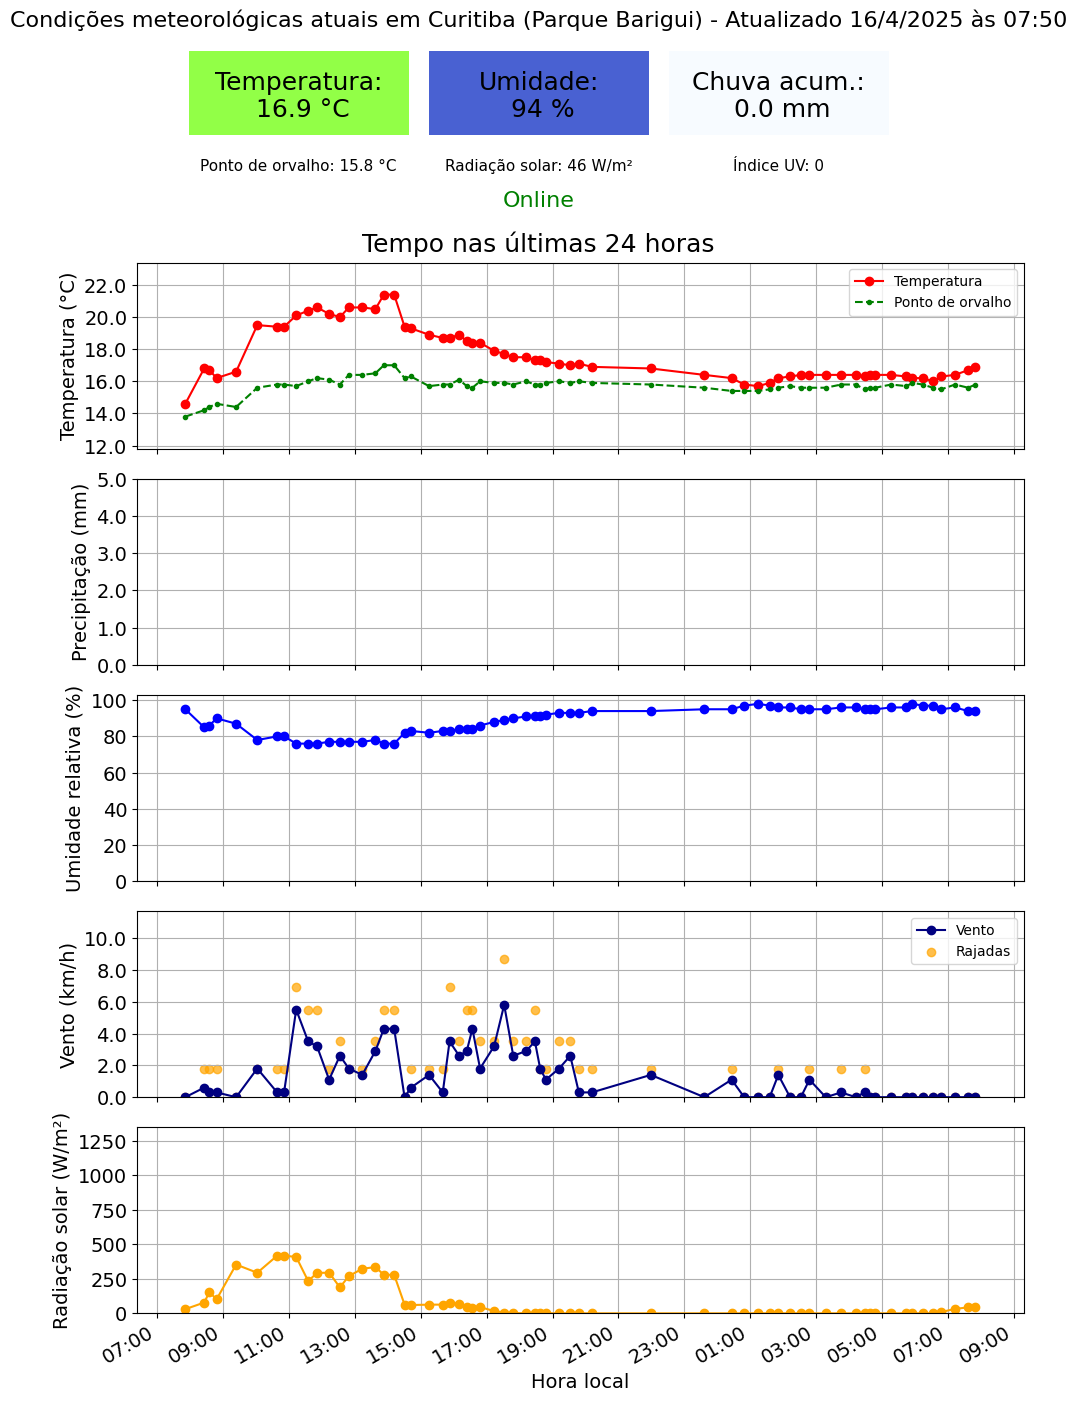 Condições meteorológicas atuais em Curitiba (Parque Barigui) - Atualizado 16/4/2025 às 07:50
Temperatura:
16.9 °C
Umidade:
94 %
Chuva acum.:
0.0 mm
Ponto de orvalho: 15.8 °C
Radiação solar: 46 W/m²
Índice UV: 0
Online
Tempo nas últimas 24 horas
Temperatura (°C)
22.0
20.0
18.0
16.0
14.0
12.0
Temperatura
Ponto de orvalho
Precipitação (mm)
5.0
4.0
3.0
2.0
1.0
0.0
Umidade relativa (%)
100
80
60
40
20
0
Vento (km/h)
10.0
8.0
6.0
4.0
2.0
0.0
Vento
Rajadas
Radiação solar (W/m²)
1250
1000
750
500
250
0
07:00
09:00
11:00
13:00
15:00
17:00
19:00
21:00
23:00
01:00
03:00
05:00
07:00
09:00
Hora local